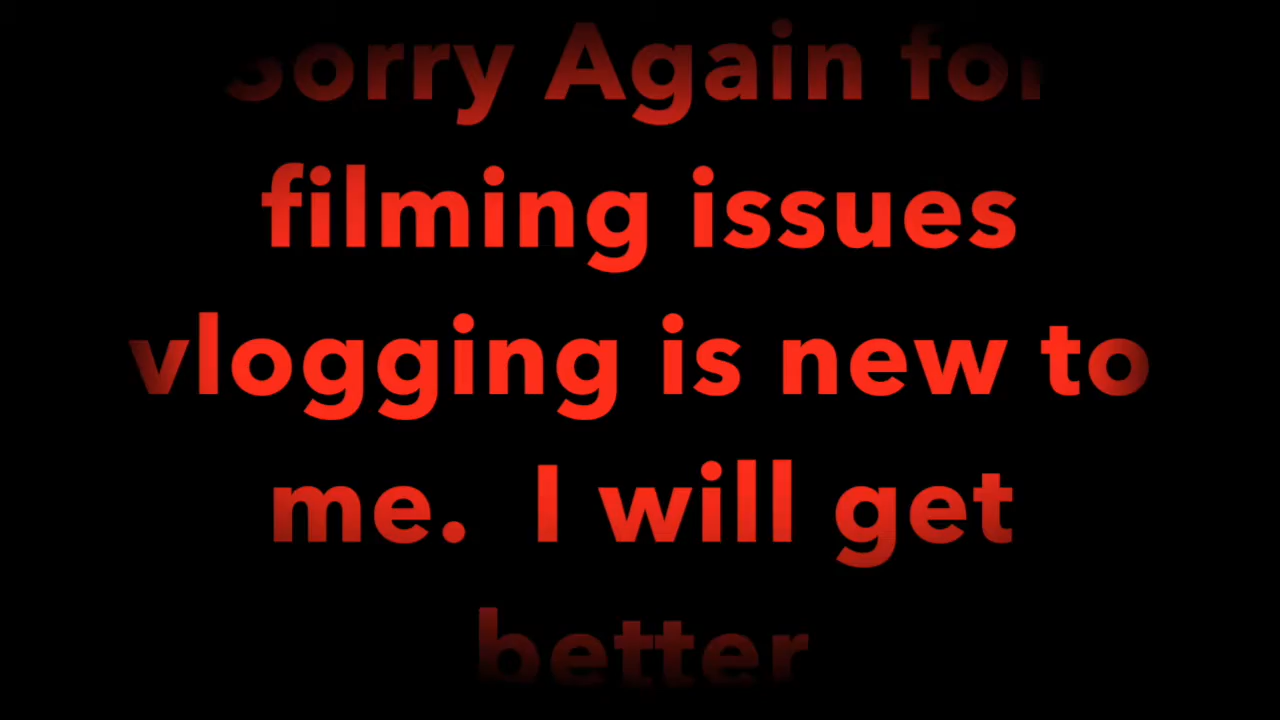 Sorry Again for
filming issues
vlogging is new to
me.  I will get
better